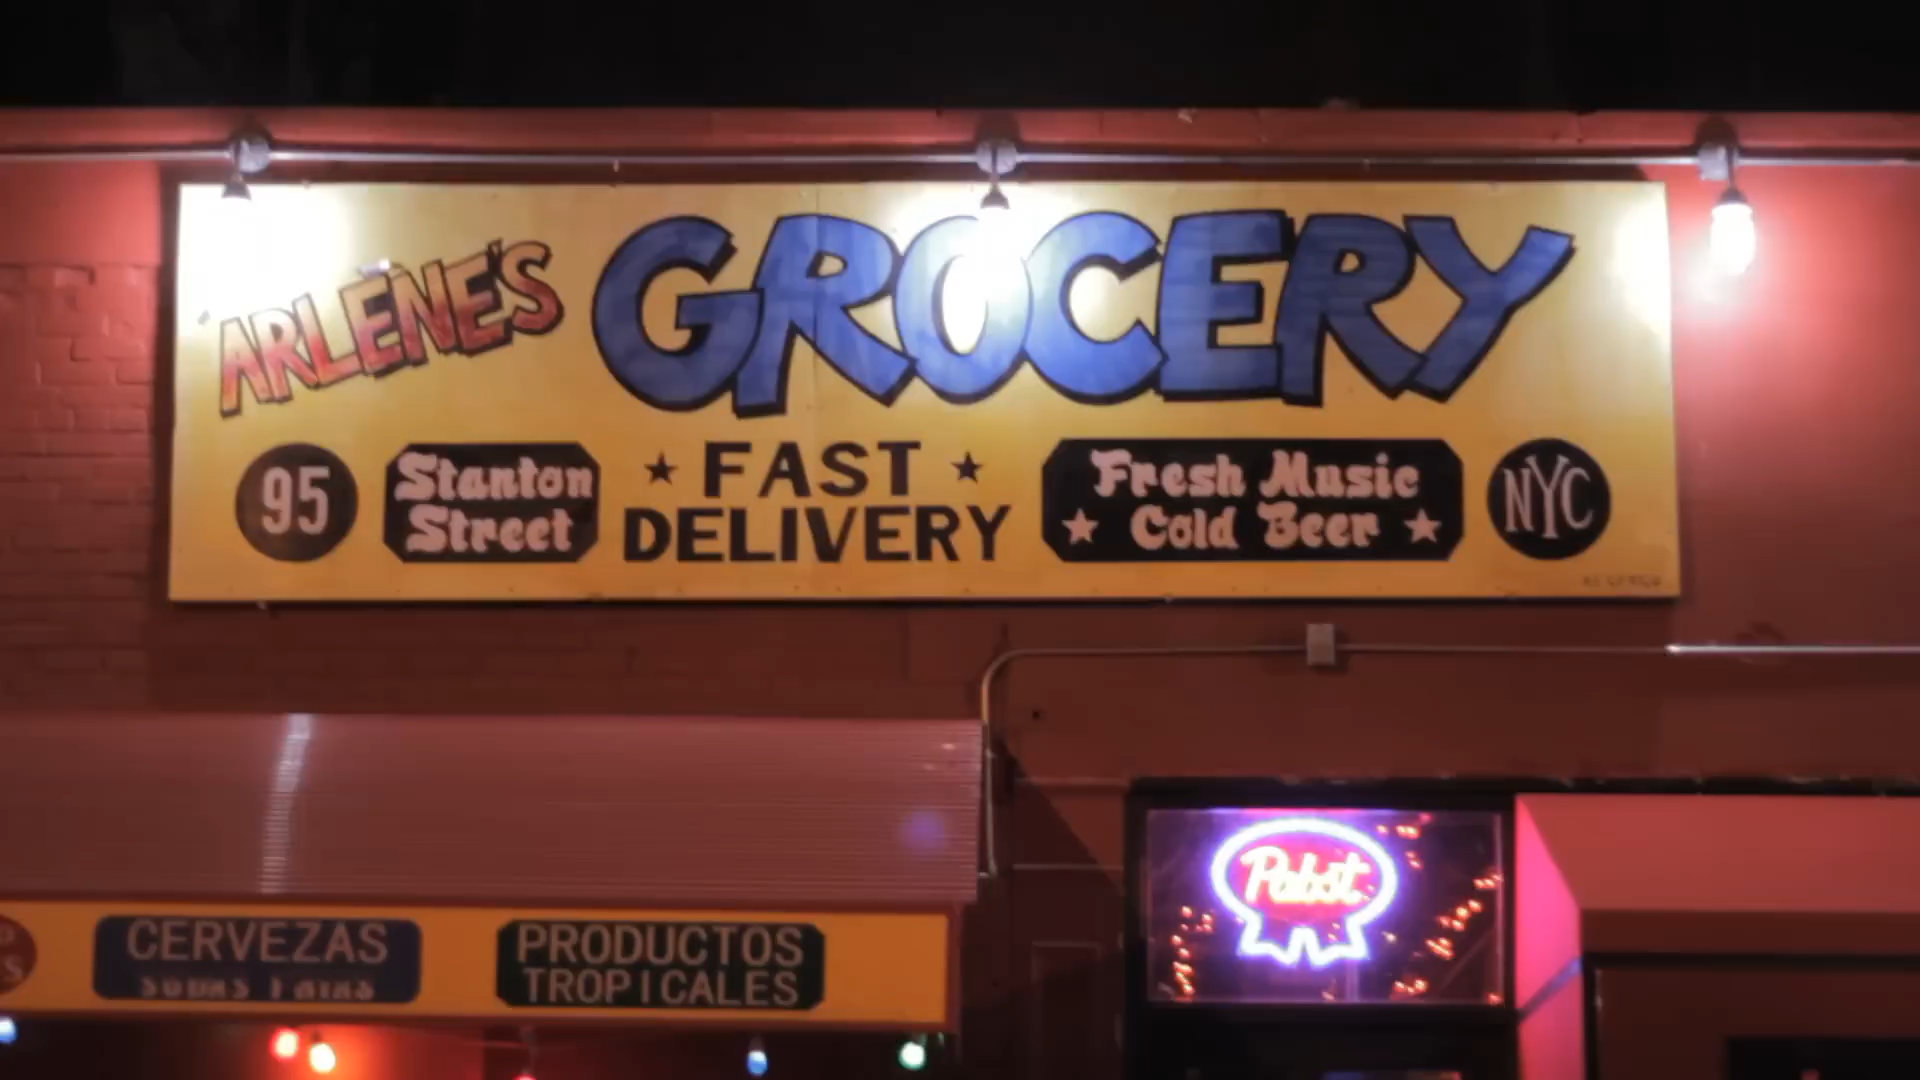 ARLENE'S GROCERY
95
Stanton
Street
★ FAST ★
DELIVERY
Fresh Music
★ Cold Beer ★
NYC
Pabst
CERVEZAS
PRODUCTOS
TROPICALES